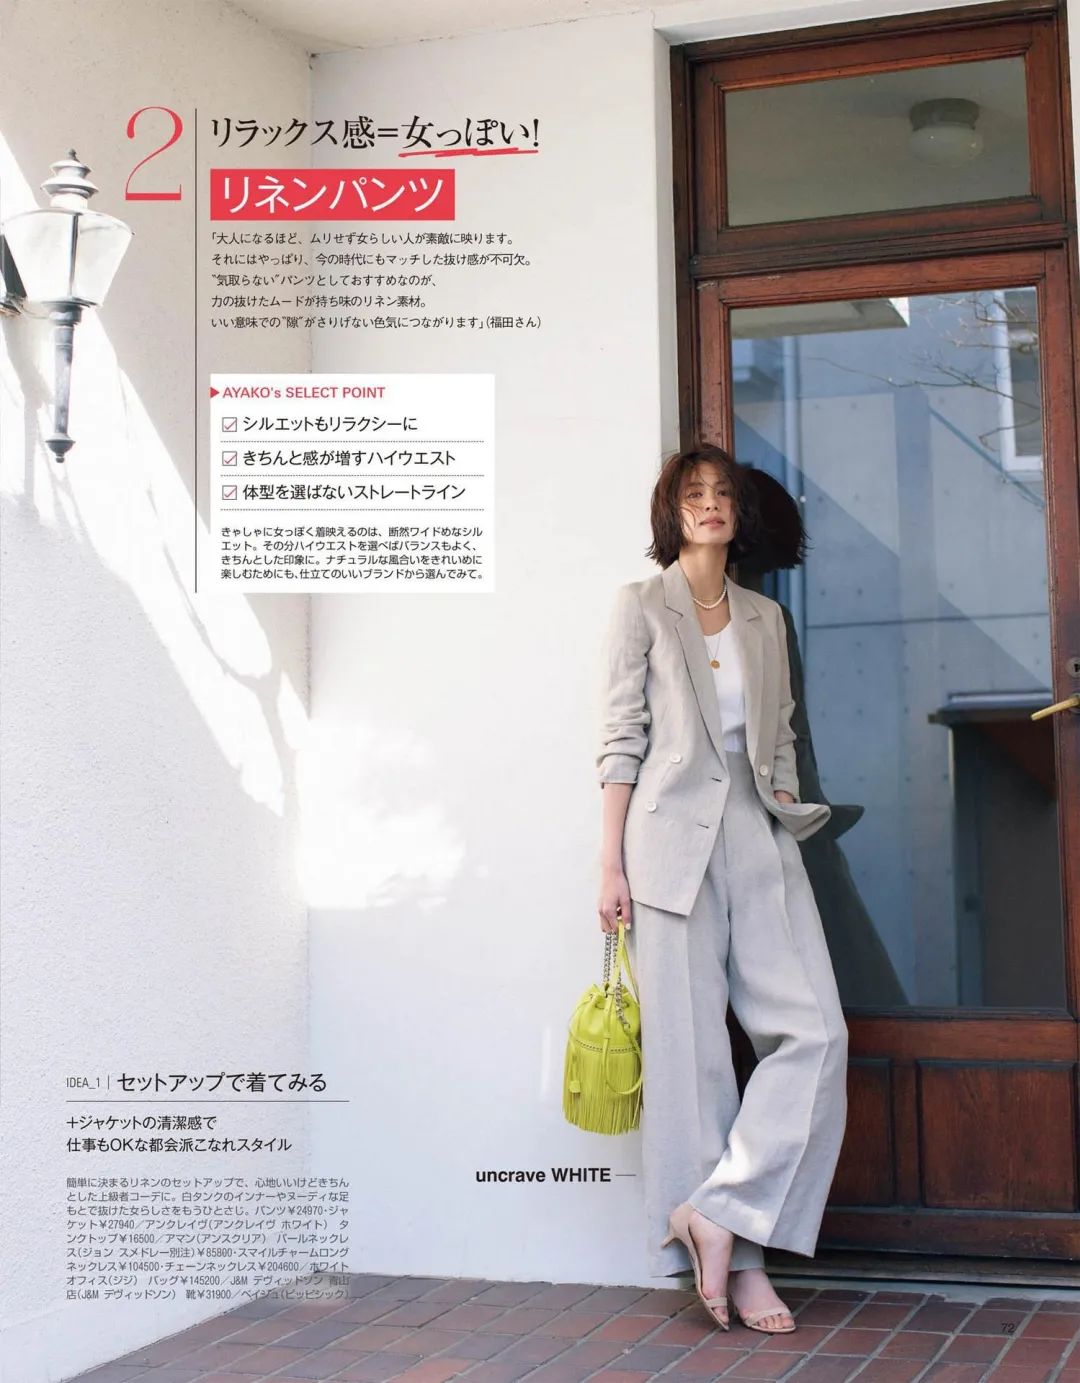 2
リラックス感=女っぽい!
リネンパンツ
「大人になるほど、ムリせず女らしい人が素敵に映ります。
それにはやっぱり、今の時代にもマッチした抜け感が不可欠。
“気取らない”パンツとしておすすめなのが、
力の抜けたムードが持ち味のリネン素材。
いい意味での“隙”がさりげない色気につながります」(福田さん)
▶AYAKO's SELECT POINT
☑シルエットもリラクシーに
☑きちんと感が増すハイウエスト
☑体型を選ばないストレートライン
きゃしゃに女っぽく着映えるのは、断然ワイドめなシル
エット。その分ハイウエストを選べばバランスもよく、
きちんとした印象に。ナチュラルな風合いをきれいめに
楽しむためにも、仕立てのいいブランドから選んでみて。
IDEA_1｜セットアップで着てみる
+ジャケットの清潔感で
仕事もOKな都会派こなれスタイル
簡単に決まるリネンのセットアップで、心地いいけどきちん
とした上級者コーデに。白タンクのインナーやヌーディな足
もとで抜けた女らしさをもうひとさじ。パンツ¥24970・ジャ
ケット¥27940／アンクレイヴ(アンクレイヴ ホワイト) タ
ンクトップ¥16500／アマン(アンスクリア) パールネックレ
ス(ジョン スメドレー別注)¥85800・スマイルチャームロング
ネックレス¥104500・チェーンネックレス¥204600／ホワイト
オフィス(ジジ) バッグ¥145200／J&M デヴィッドソン 青山
店(J&M デヴィッドソン) 靴¥31900／ベイジュ(ピッピシック)
uncrave WHITE
72